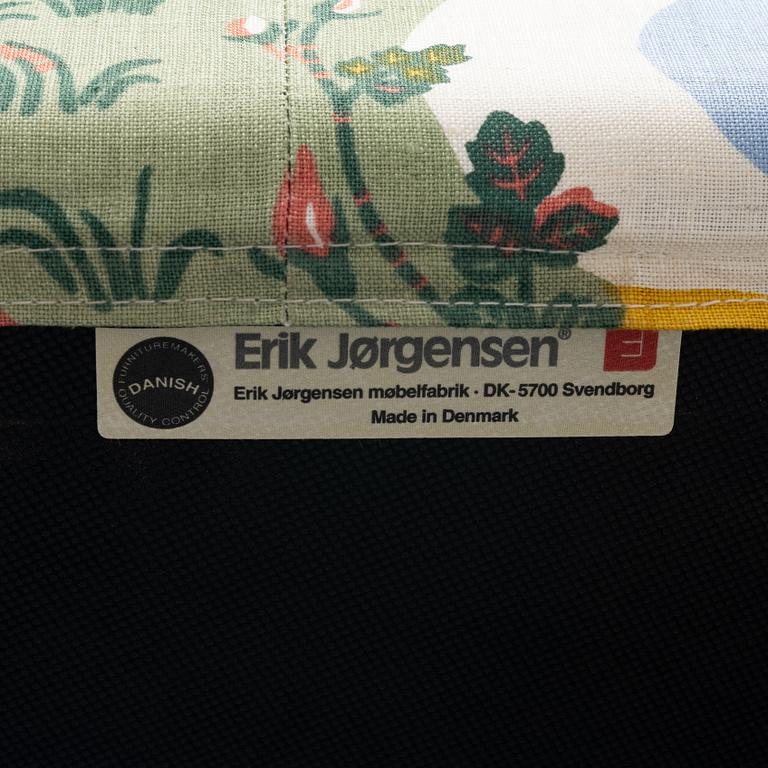 FURNITUREMAKERS'
DANISH
QUALITY CONTROL
Erik Jørgensen®
Erik Jørgensen møbelfabrik · DK-5700 Svendborg
Made in Denmark